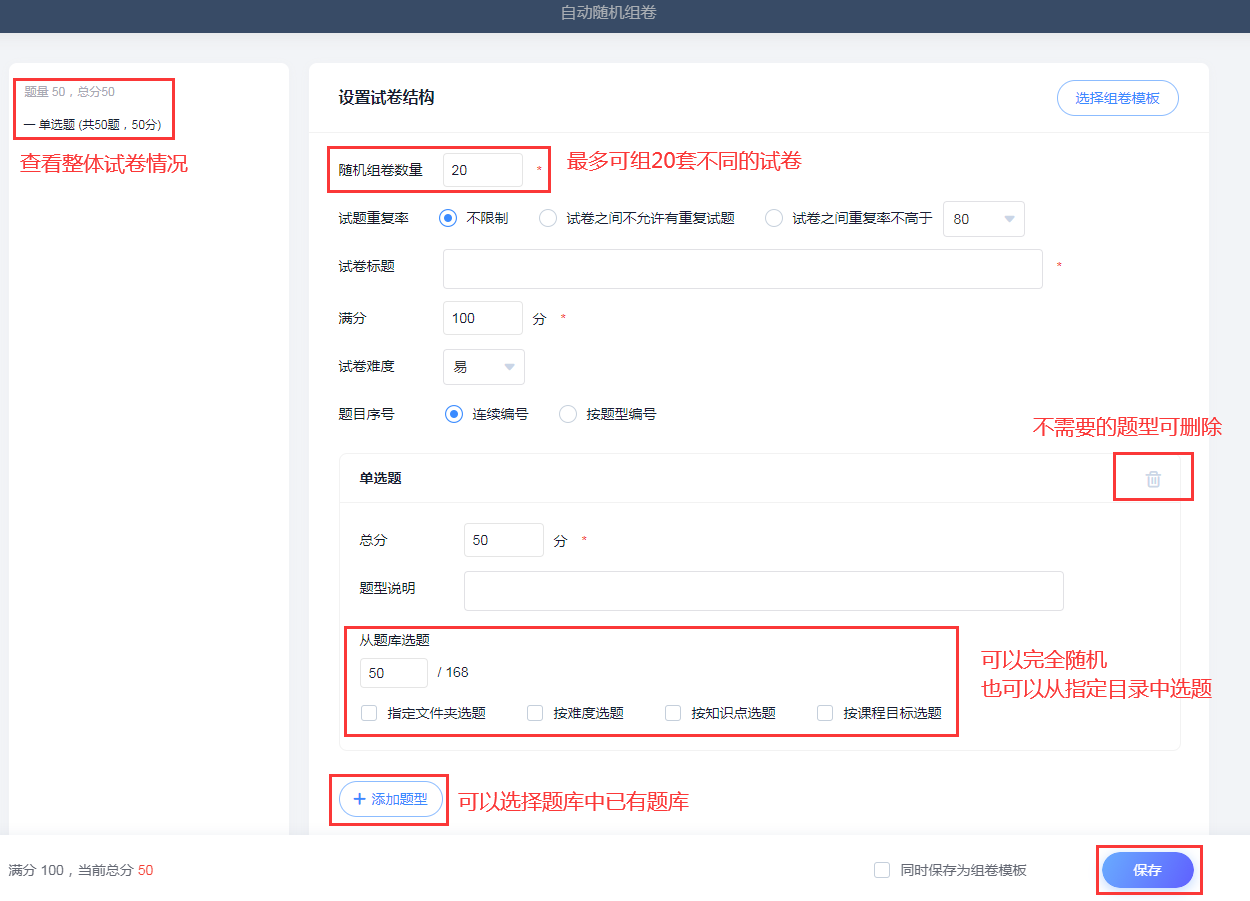 自动随机组卷
题量 50，总分50
一 单选题 (共50题，50分)
查看整体试卷情况
设置试卷结构
选择组卷模板
随机组卷数量 20 * 最多可组20套不同的试卷
试题重复率 不限制 试卷之间不允许有重复试题 试卷之间重复率不高于 80
试卷标题 *
满分 100 分 *
试卷难度 易
题目序号 连续编号 按题型编号
不需要的题型可删除
单选题
总分 50 分 *
题型说明
从题库选题
50 / 168
可以完全随机
也可以从指定目录中选题
指定文件夹选题 按难度选题 按知识点选题 按课程目标选题
+ 添加题型 可以选择题库中已有题库
满分 100，当前总分 50
同时保存为组卷模板
保存